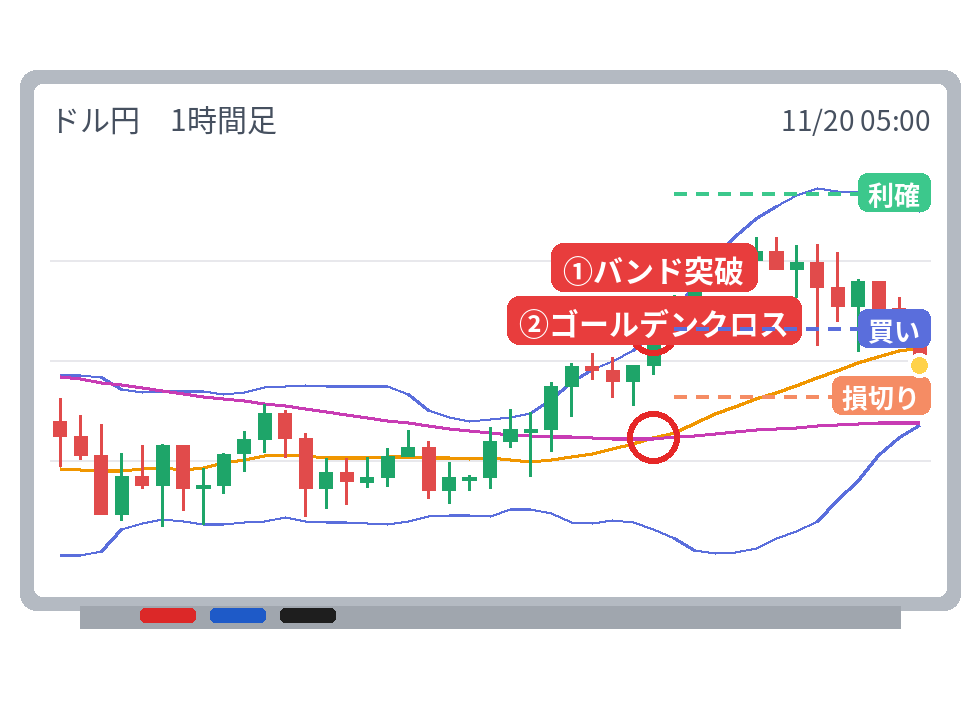 ドル円 1時間足
11/20 05:00
利確
①バンド突破
②ゴールデンクロス
買い
損切り